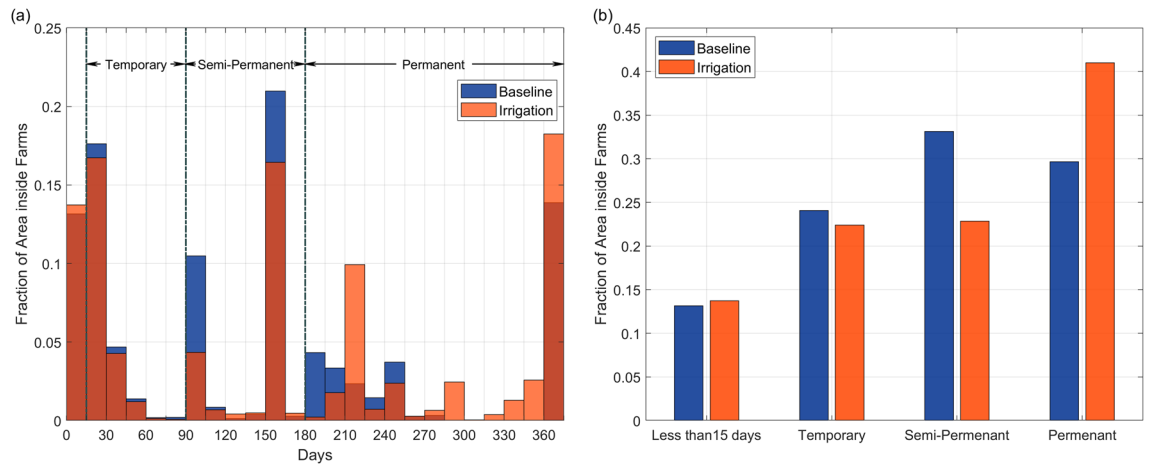 (a)
0.25
0.2
0.15
0.1
0.05
0
Fraction of Area inside Farms
Temporary
Semi-Permanent
Permanent
Baseline
Irrigation
0 30 60 90 120 150 180 210 240 270 300 330 360
Days
(b)
0.45
0.4
0.35
0.3
0.25
0.2
0.15
0.1
0.05
0
Fraction of Area inside Farms
Baseline
Irrigation
Less than15 days
Temporary
Semi-Permenant
Permenant